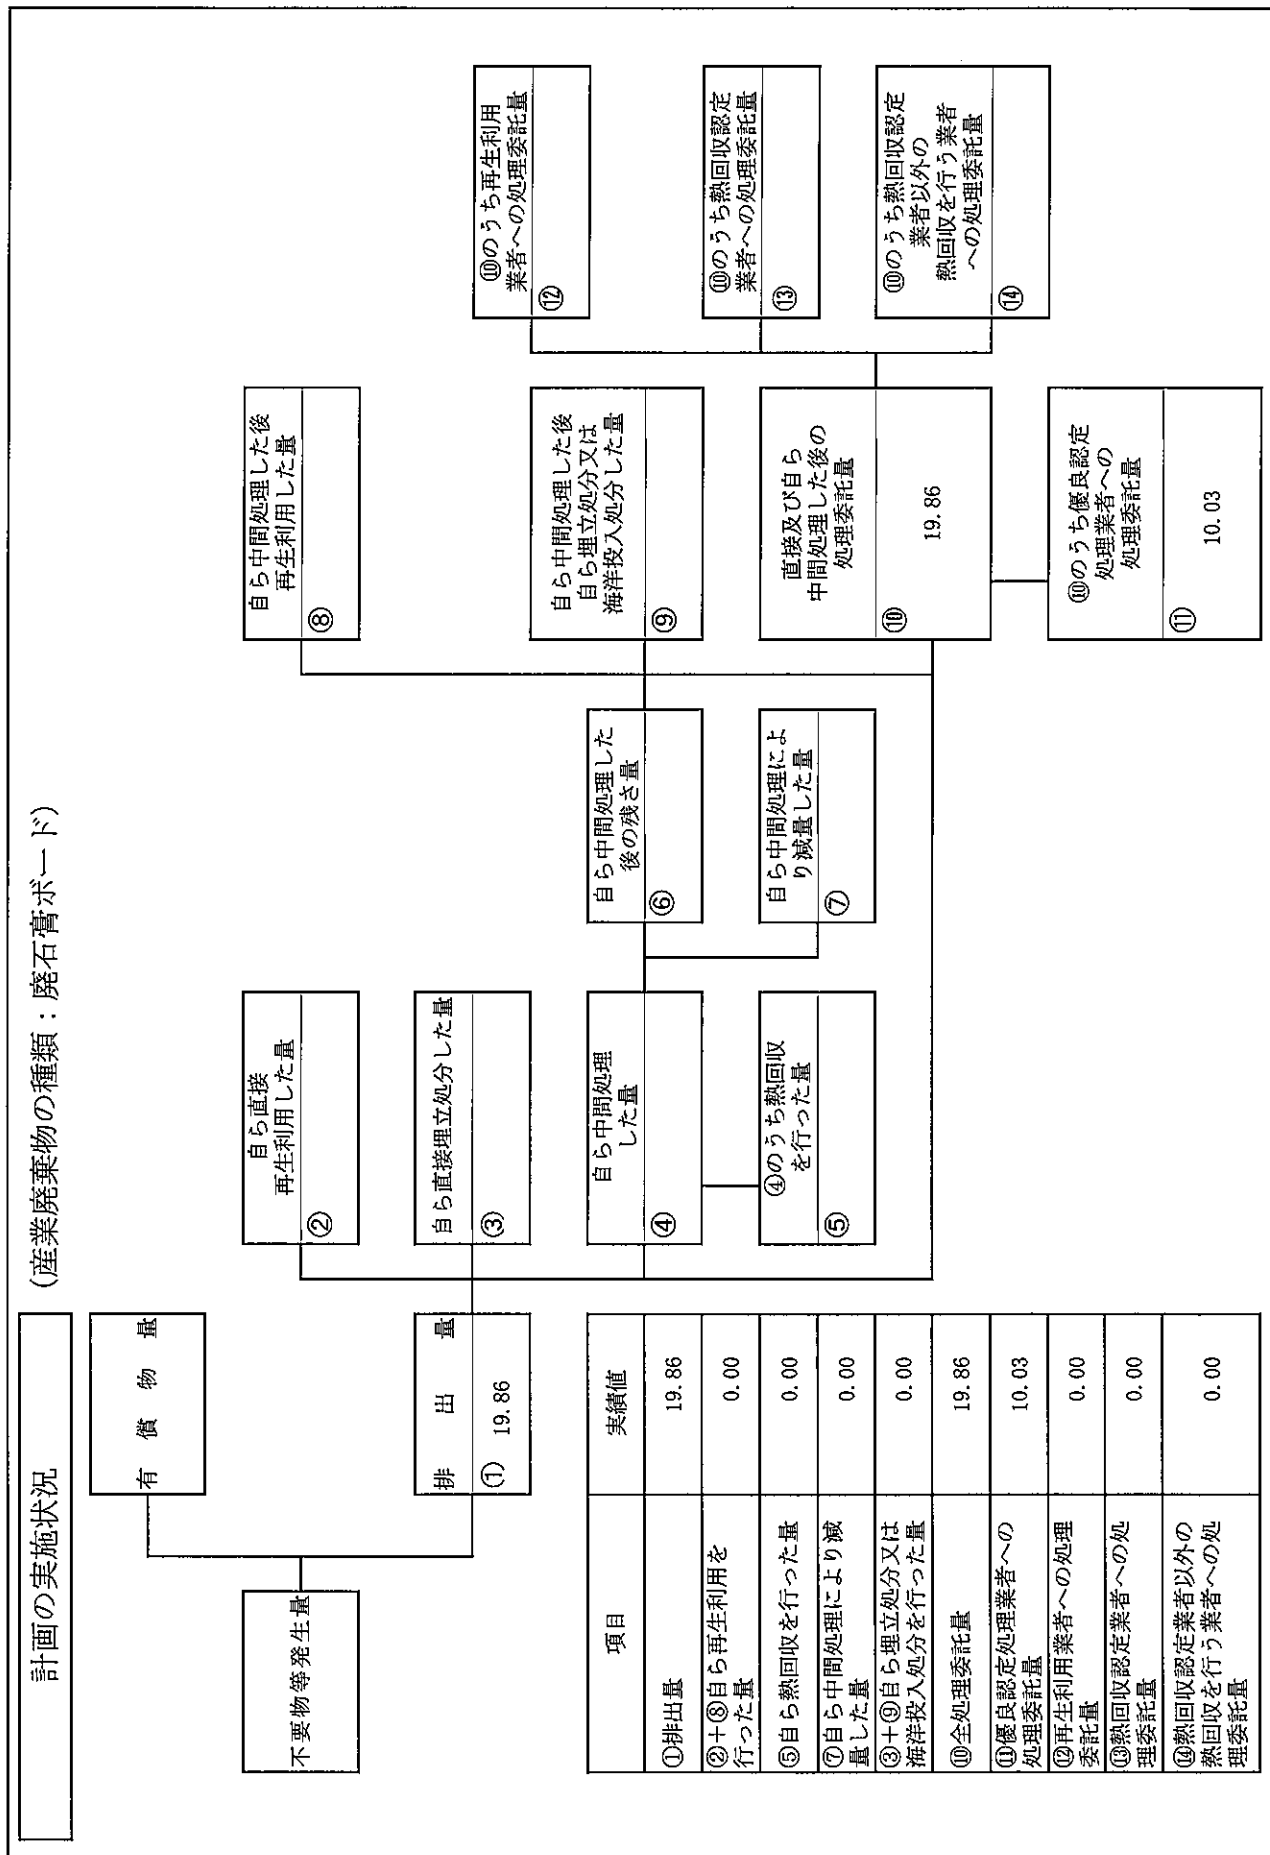 計画の実施状況
(産業廃棄物の種類：廃石膏ボード)
不要物等発生量
有償物量
排出量
① 19.86
自ら直接
再生利用した量
②
自ら直接埋立処分した量
③
自ら中間処理
した量
④
④のうち熱回収
を行った量
⑤
自ら中間処理した
後の残さ量
⑥
自ら中間処理によ
り減量した量
⑦
自ら中間処理した後
再生利用した量
⑧
自ら中間処理した後
自ら埋立処分又は
海洋投入処分した量
⑨
直接及び自ら
中間処理した後の
処理委託量
⑩ 19.86
⑩のうち優良認定
処理業者への
処理委託量
⑪ 10.03
⑩のうち再生利用
業者への処理委託量
⑫
⑩のうち熱回収認定
業者への処理委託量
⑬
⑩のうち熱回収認定
業者以外の
熱回収を行う業者
への処理委託量
⑭
項目 実績値
①排出量 19.86
②＋⑧自ら再生利用を
行った量 0.00
⑤自ら熱回収を行った量 0.00
⑦自ら中間処理により減
量した量 0.00
③＋⑨自ら埋立処分又は
海洋投入処分を行った量 0.00
⑩全処理委託量 19.86
⑪優良認定処理業者への
処理委託量 10.03
⑫再生利用業者への処理
委託量 0.00
⑬熱回収認定業者への処
理委託量 0.00
⑭熱回収認定業者以外の
熱回収を行う業者への処
理委託量 0.00